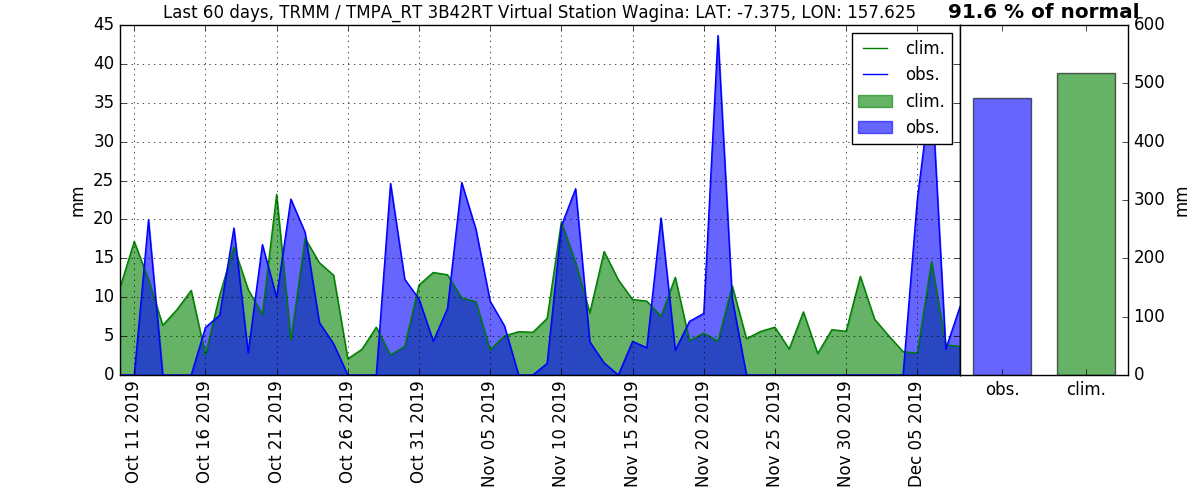 Last 60 days, TRMM / TMPA_RT 3B42RT Virtual Station Wagina: LAT: -7.375, LON: 157.625
91.6 % of normal
45
40
35
30
25
20
15
10
5
0
mm
clim.
obs.
clim.
obs.
600
500
400
300
200
100
0
mm
obs.
clim.
Oct 11 2019
Oct 16 2019
Oct 21 2019
Oct 26 2019
Oct 31 2019
Nov 05 2019
Nov 10 2019
Nov 15 2019
Nov 20 2019
Nov 25 2019
Nov 30 2019
Dec 05 2019